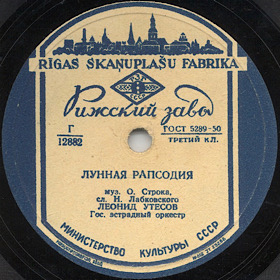 RĪGAS SKAŅUPLAŠU FABRIKA
Рижский завод
Г
12882
ГОСТ 5289-50
ТРЕТИЙ КЛ.
ЛУННАЯ РАПСОДИЯ
муз. О. Строка,
сл. Н. Лабковского
ЛЕОНИД УТЕСОВ
Гос. эстрадный оркестр
МИНИСТЕРСТВО КУЛЬТУРЫ СССР